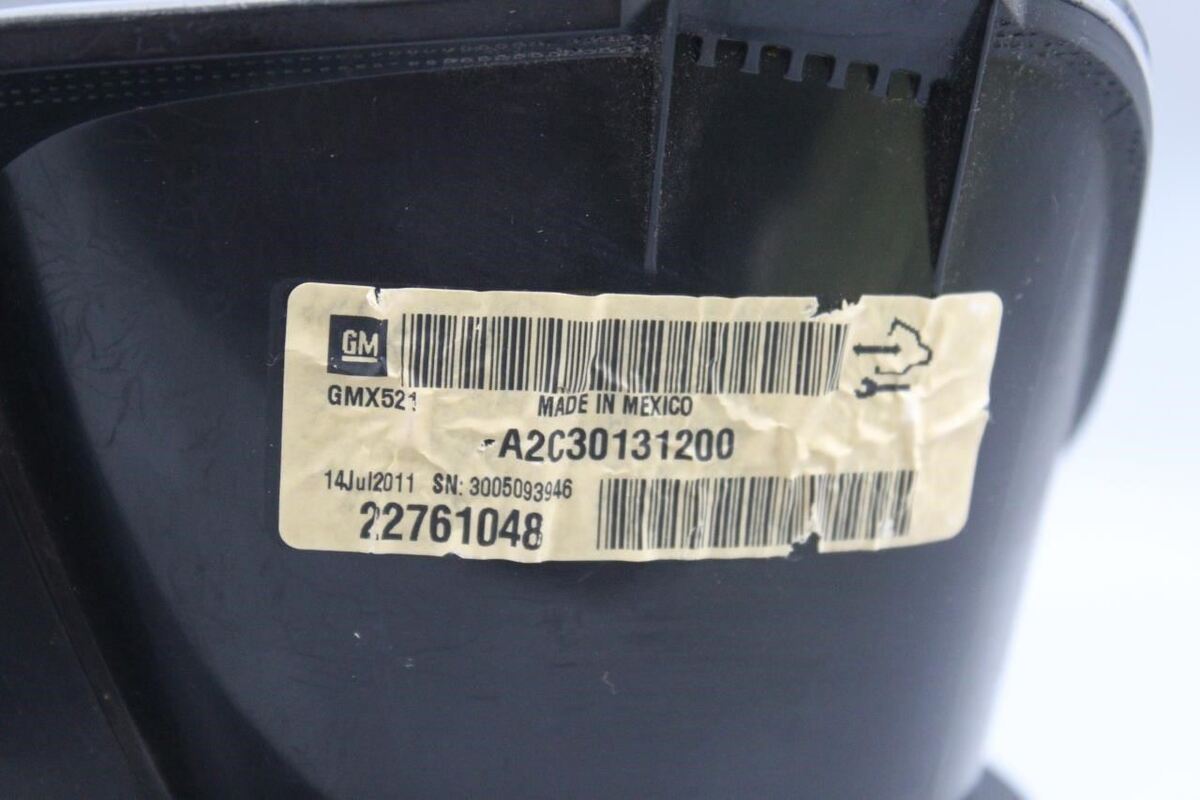 GM
GMX521
MADE IN MEXICO
A2C30131200
14Jul2011 SN: 3005093946
22761048